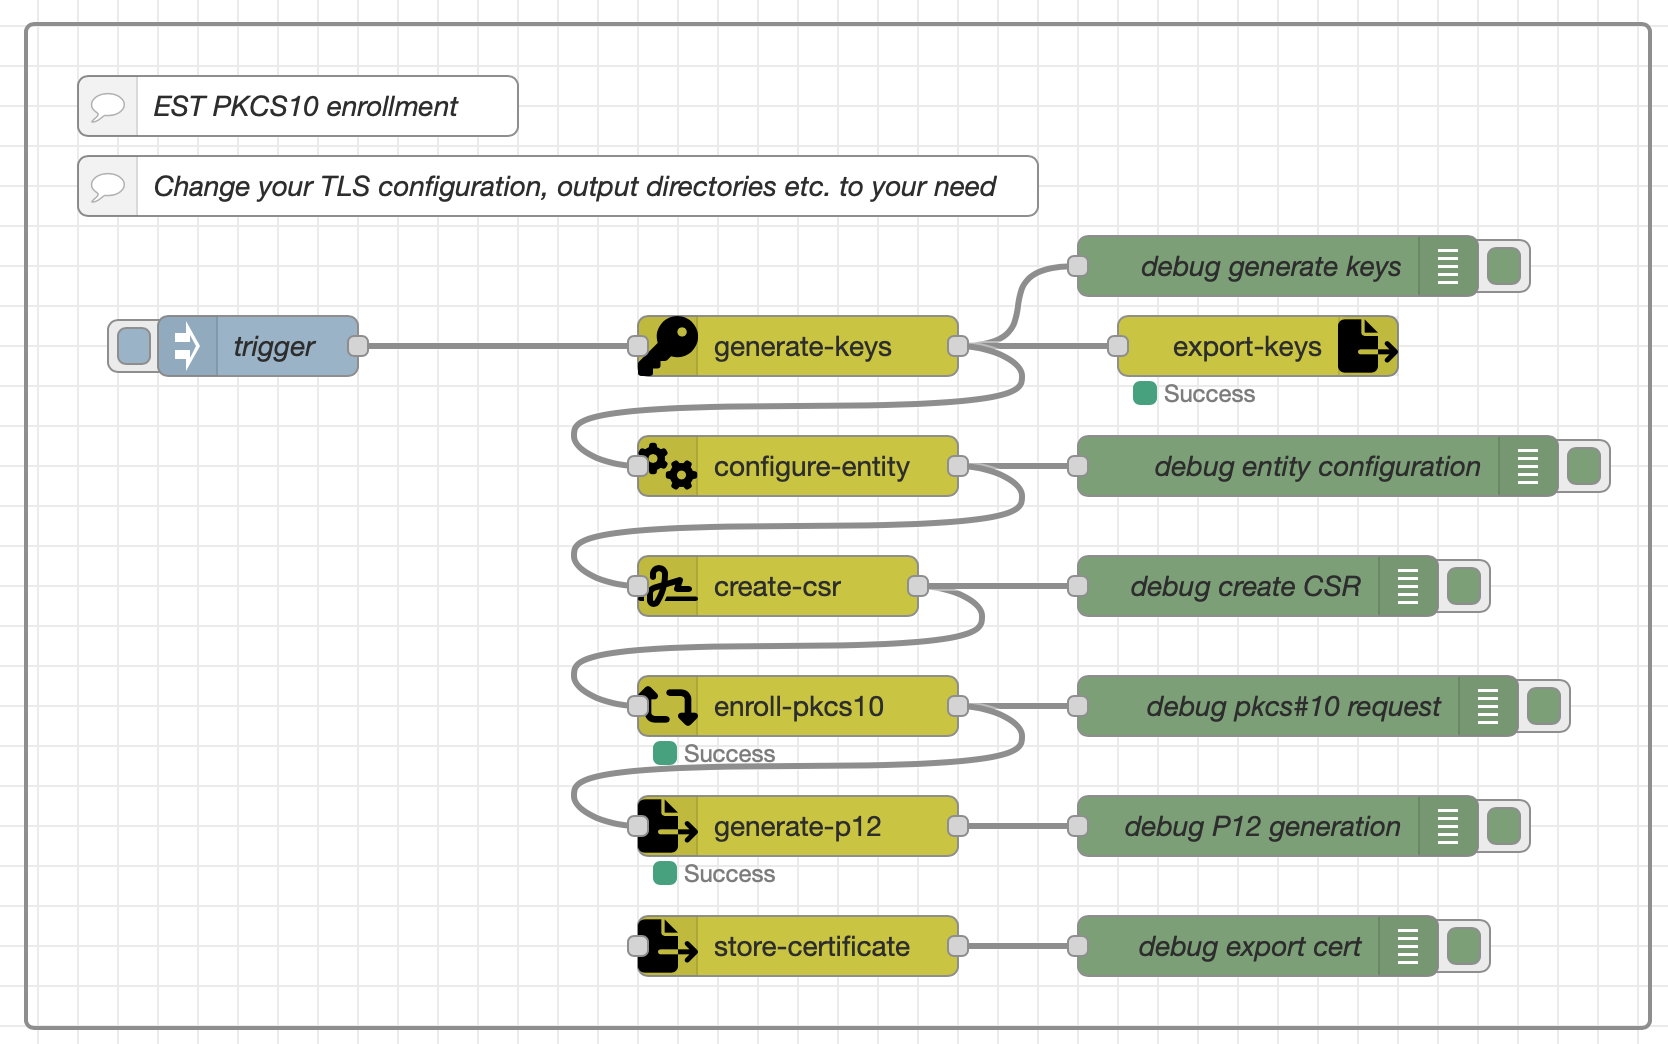 EST PKCS10 enrollment
Change your TLS configuration, output directories etc. to your need
debug generate keys
trigger
generate-keys
export-keys
Success
configure-entity
debug entity configuration
create-csr
debug create CSR
enroll-pkcs10
debug pkcs#10 request
Success
generate-p12
debug P12 generation
Success
store-certificate
debug export cert